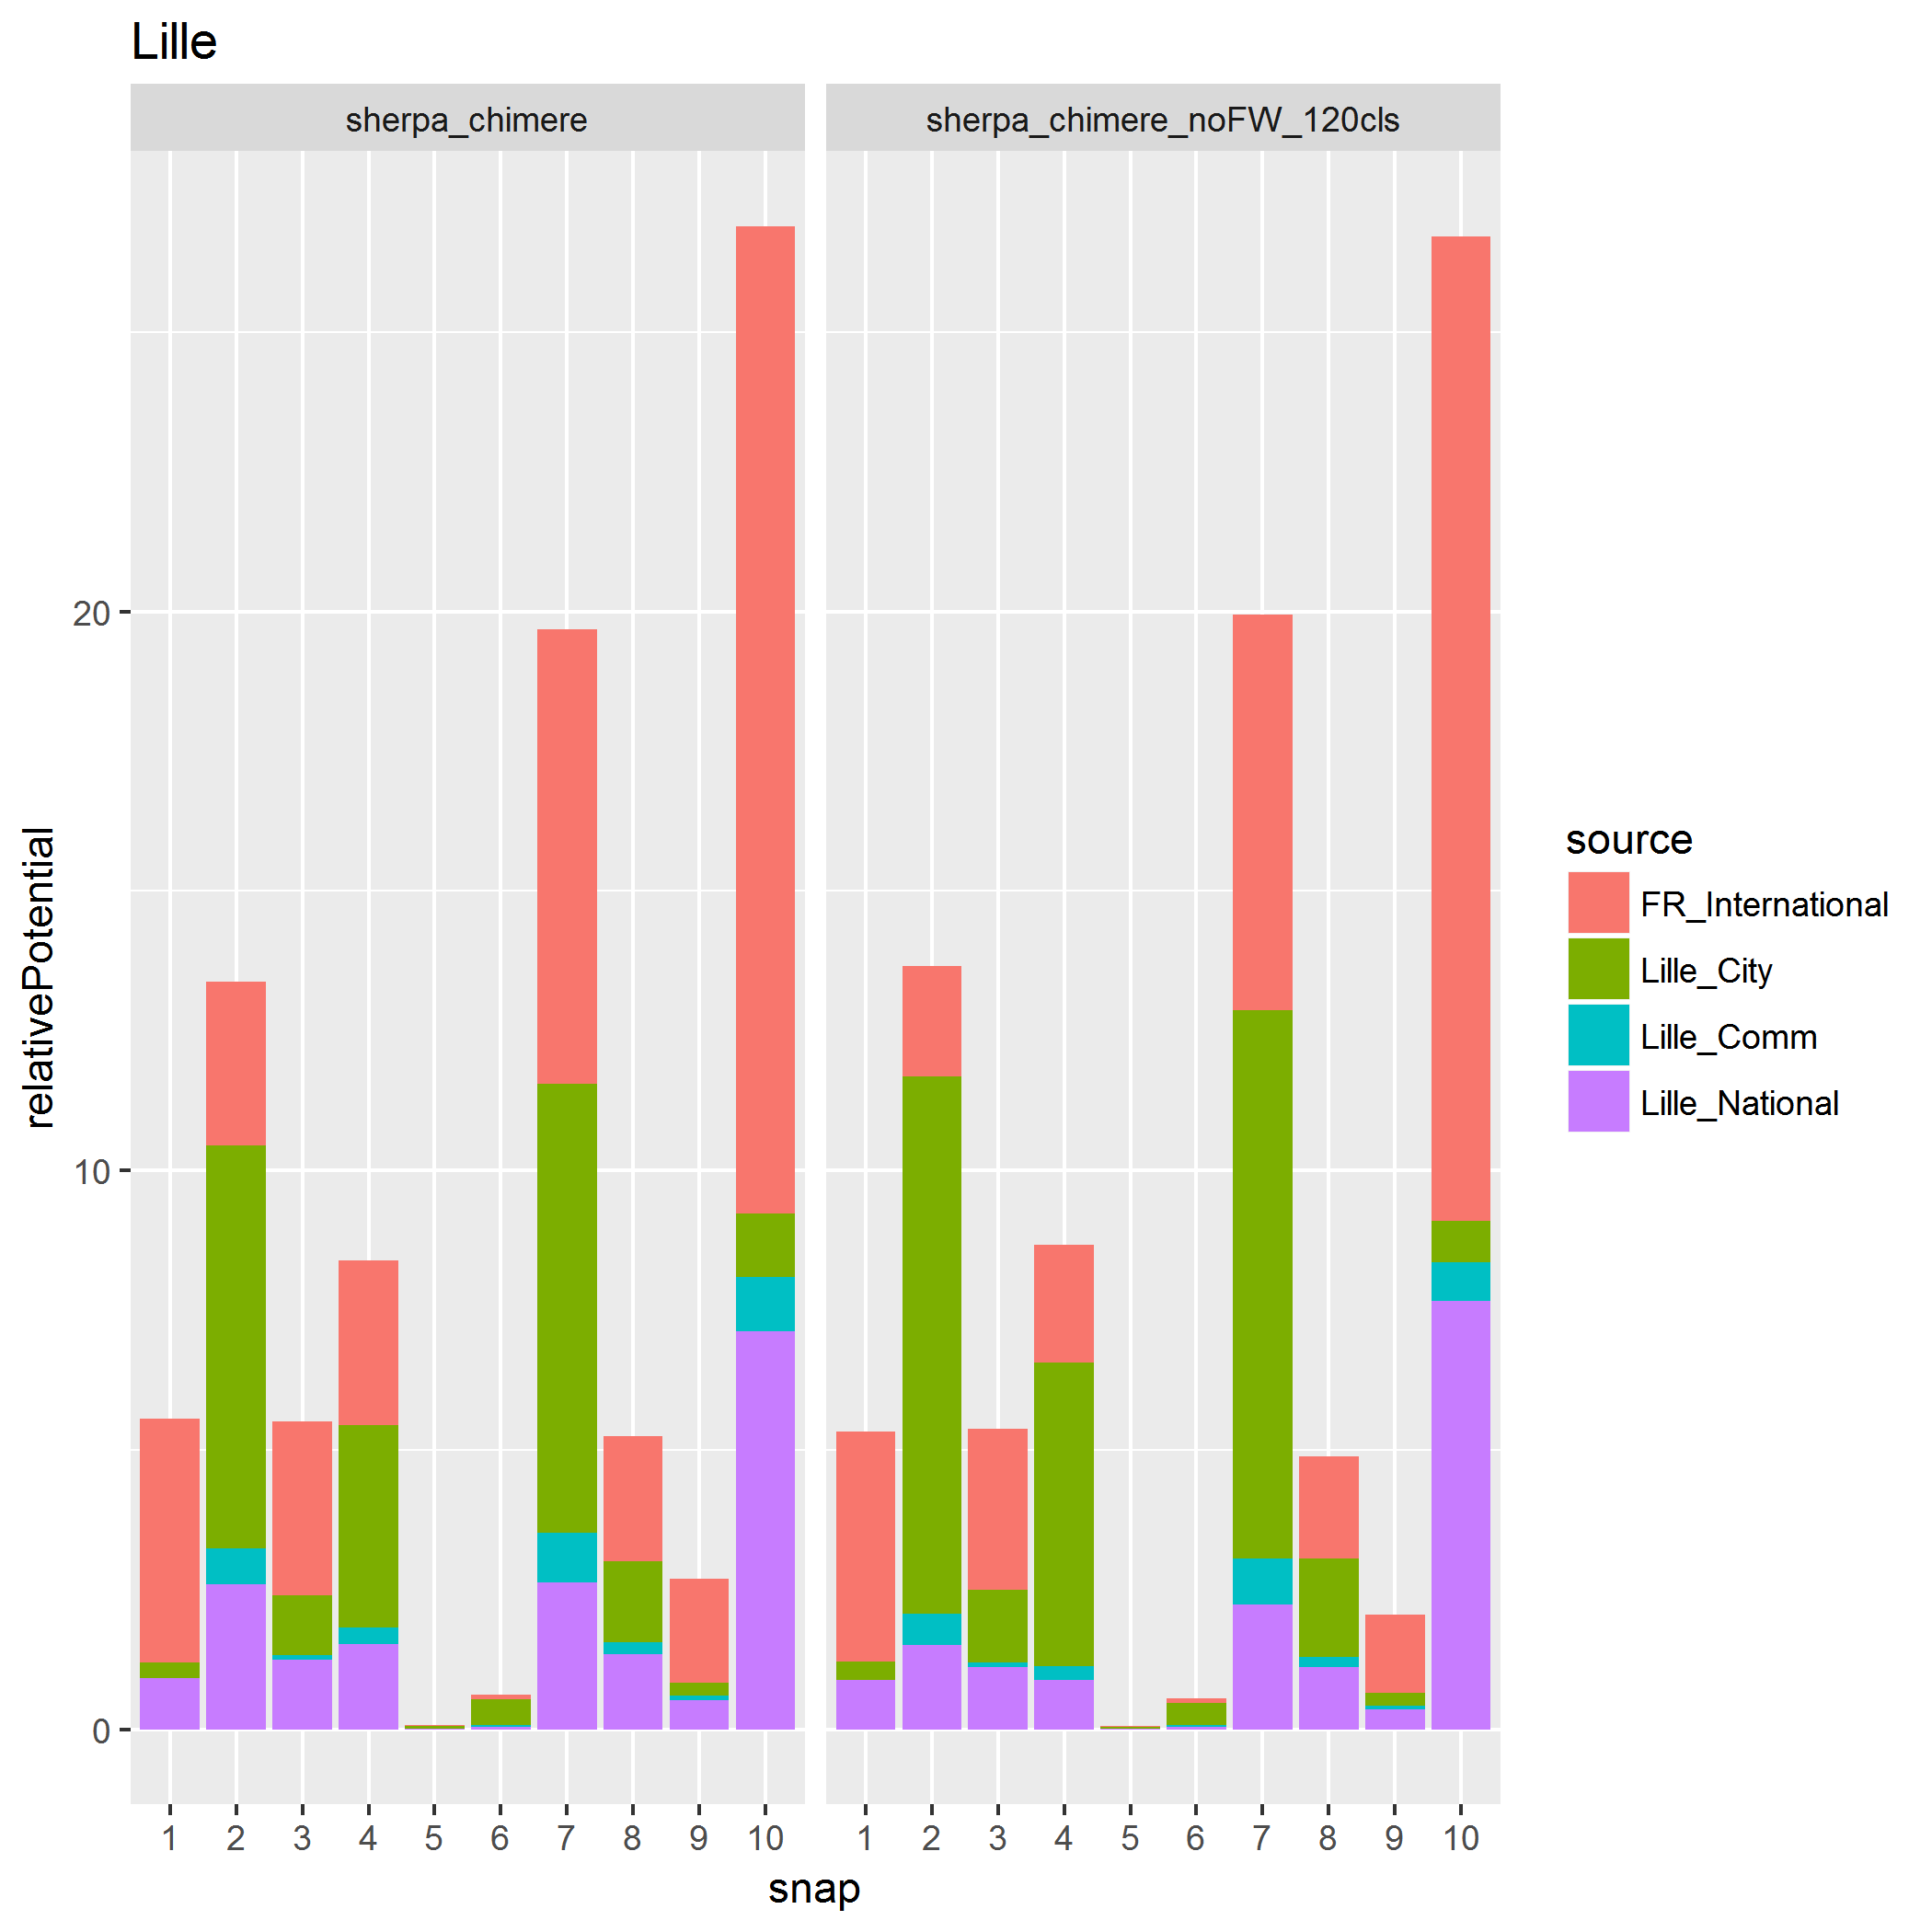 Lille
sherpa_chimere
sherpa_chimere_noFW_120cls
20
10
0
relativePotential
1 2 3 4 5 6 7 8 9 10
1 2 3 4 5 6 7 8 9 10
snap
source
FR_International
Lille_City
Lille_Comm
Lille_National